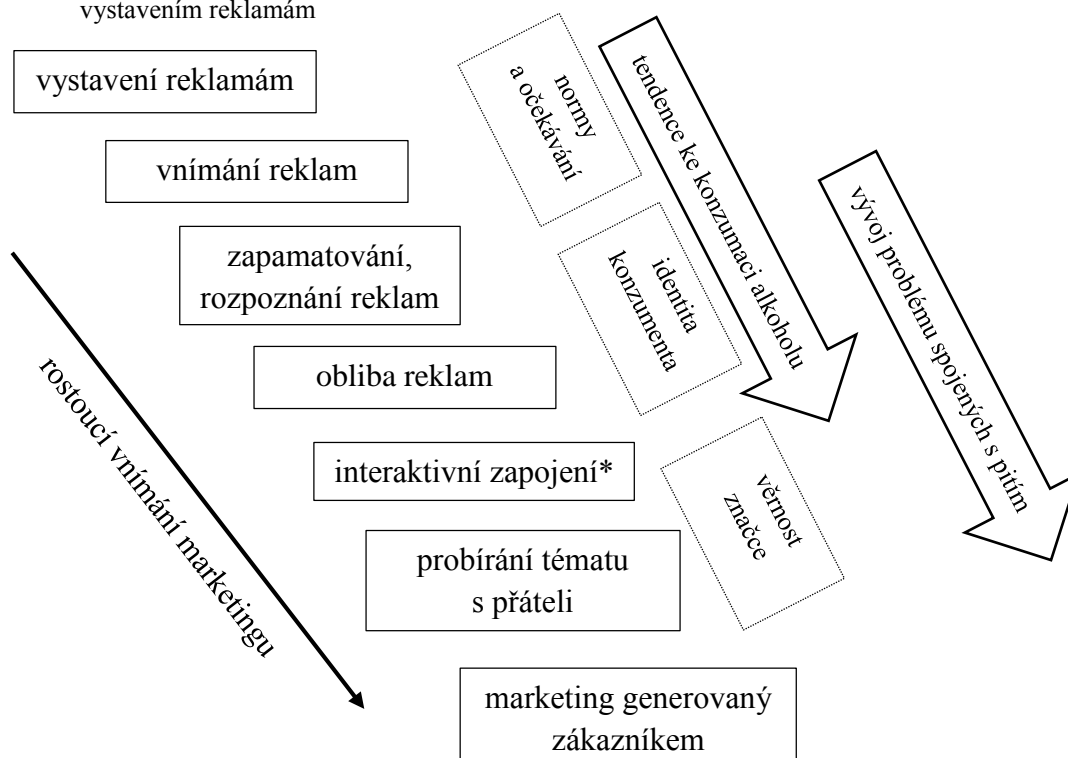 vystavením reklamám
vystavení reklamám
vnímání reklam
zapamatování,
rozpoznání reklam
obliba reklam
interaktivní zapojení*
probírání tématu
s přáteli
marketing generovaný
zákazníkem
rostoucí vnímání marketingu
normy
a očekávání
identita
konzumenta
věrnost
značce
tendence ke konzumaci alkoholu
vývoj problému spojených s pitím